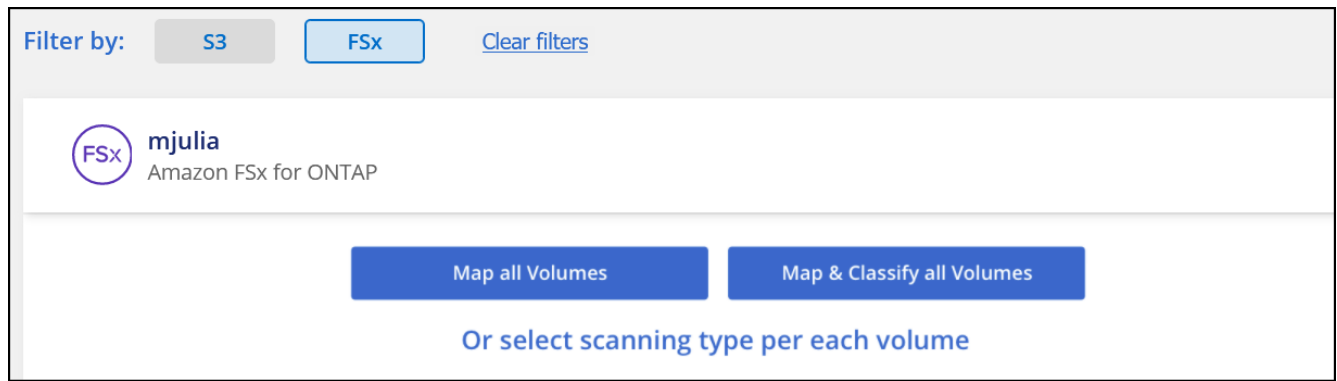 Filter by: S3 FSx Clear filters
FSx
mjulia
Amazon FSx for ONTAP
Map all Volumes Map & Classify all Volumes
Or select scanning type per each volume